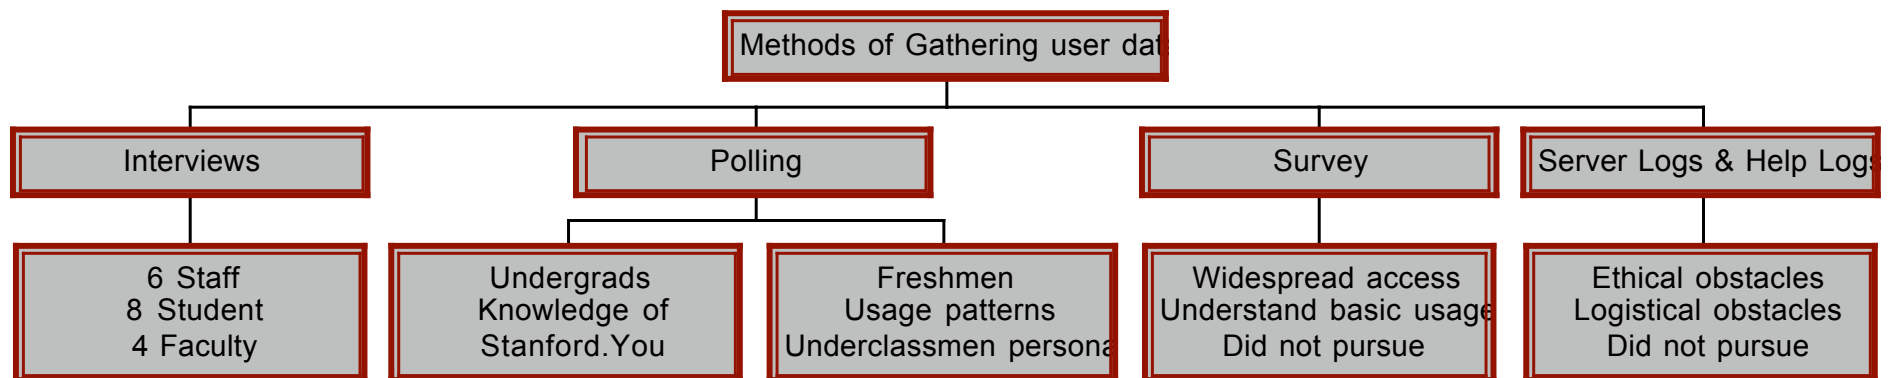 Methods of Gathering user dat
Interviews
Polling
Survey
Server Logs & Help Logs
6 Staff
8 Student
4 Faculty
Undergrads
Knowledge of
Stanford.You
Freshmen
Usage patterns
Underclassmen persona
Widespread access
Understand basic usage
Did not pursue
Ethical obstacles
Logistical obstacles
Did not pursue